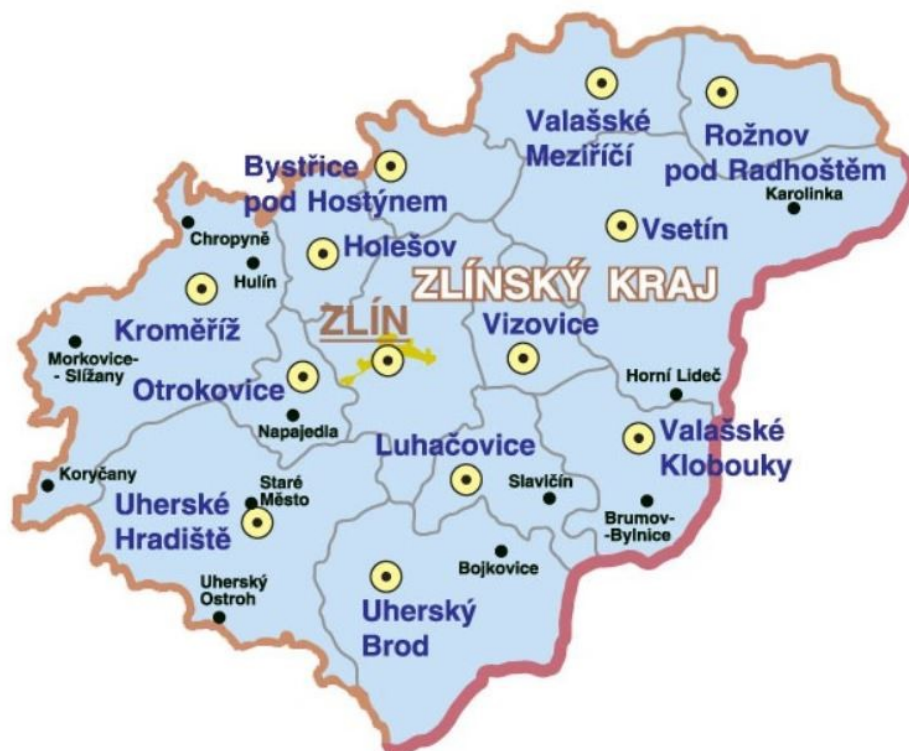 Valašské
Meziříčí
Rožnov
pod Radhoštěm
Karolinka
Bystřice
pod Hostýnem
Chropyně
Holešov
Vsetín
Hulín
ZLÍNSKÝ KRAJ
Kroměříž
ZLÍN
Vizovice
Morkovice-
- Slížany
Otrokovice
Horní Lideč
Napajedla
Luhačovice
Valašské
Klobouky
Koryčany
Staré
Město
Slavičín
Uherské
Hradiště
Brumov-
-Bylnice
Bojkovice
Uherský
Ostroh
Uherský
Brod